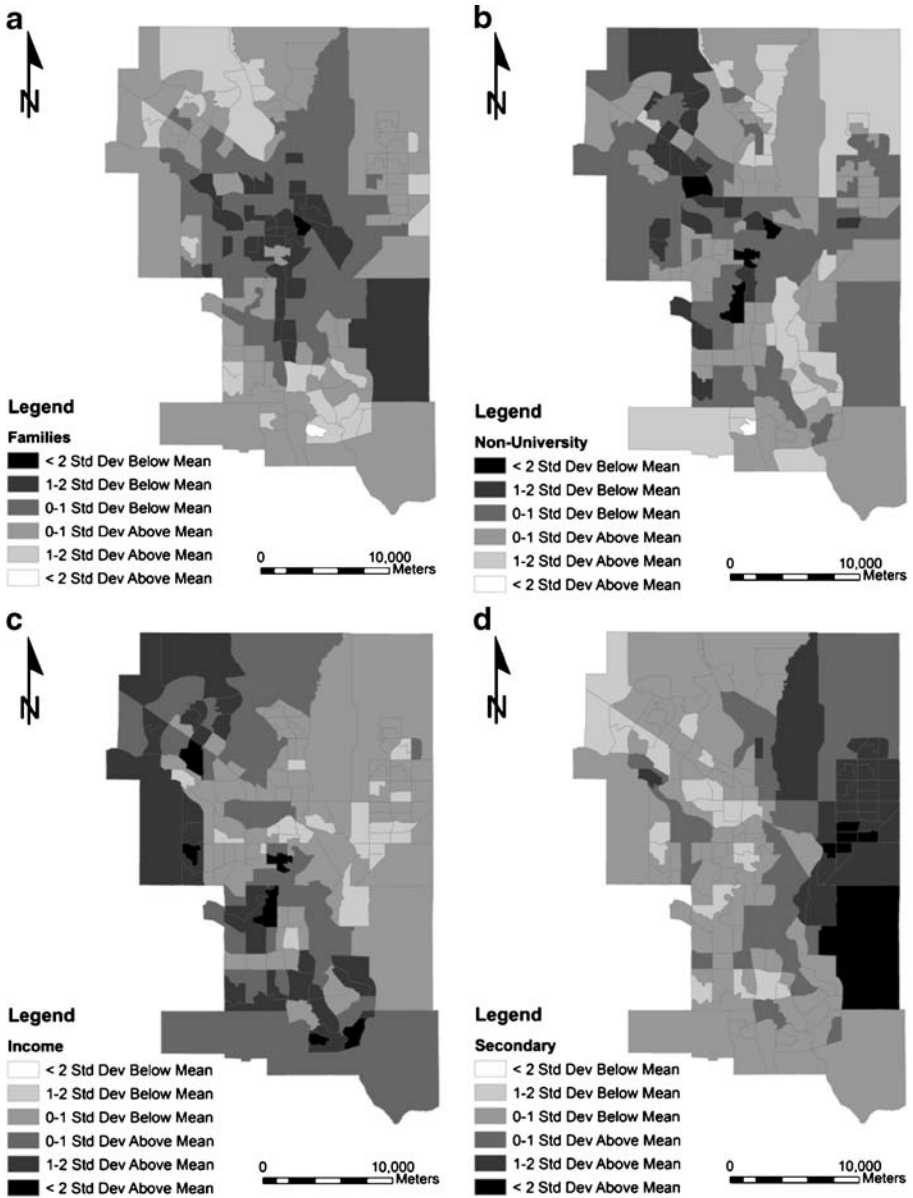 a
N
Legend
Families
< 2 Std Dev Below Mean
1-2 Std Dev Below Mean
0-1 Std Dev Below Mean
0-1 Std Dev Above Mean
1-2 Std Dev Above Mean
< 2 Std Dev Above Mean
0 10,000
Meters
b
N
Legend
Non-University
< 2 Std Dev Below Mean
1-2 Std Dev Below Mean
0-1 Std Dev Below Mean
0-1 Std Dev Above Mean
1-2 Std Dev Above Mean
< 2 Std Dev Above Mean
0 10,000
Meters
c
N
Legend
Income
< 2 Std Dev Below Mean
1-2 Std Dev Below Mean
0-1 Std Dev Below Mean
0-1 Std Dev Above Mean
1-2 Std Dev Above Mean
< 2 Std Dev Above Mean
0 10,000
Meters
d
N
Legend
Secondary
< 2 Std Dev Below Mean
1-2 Std Dev Below Mean
0-1 Std Dev Below Mean
0-1 Std Dev Above Mean
1-2 Std Dev Above Mean
< 2 Std Dev Above Mean
0 10,000
Meters